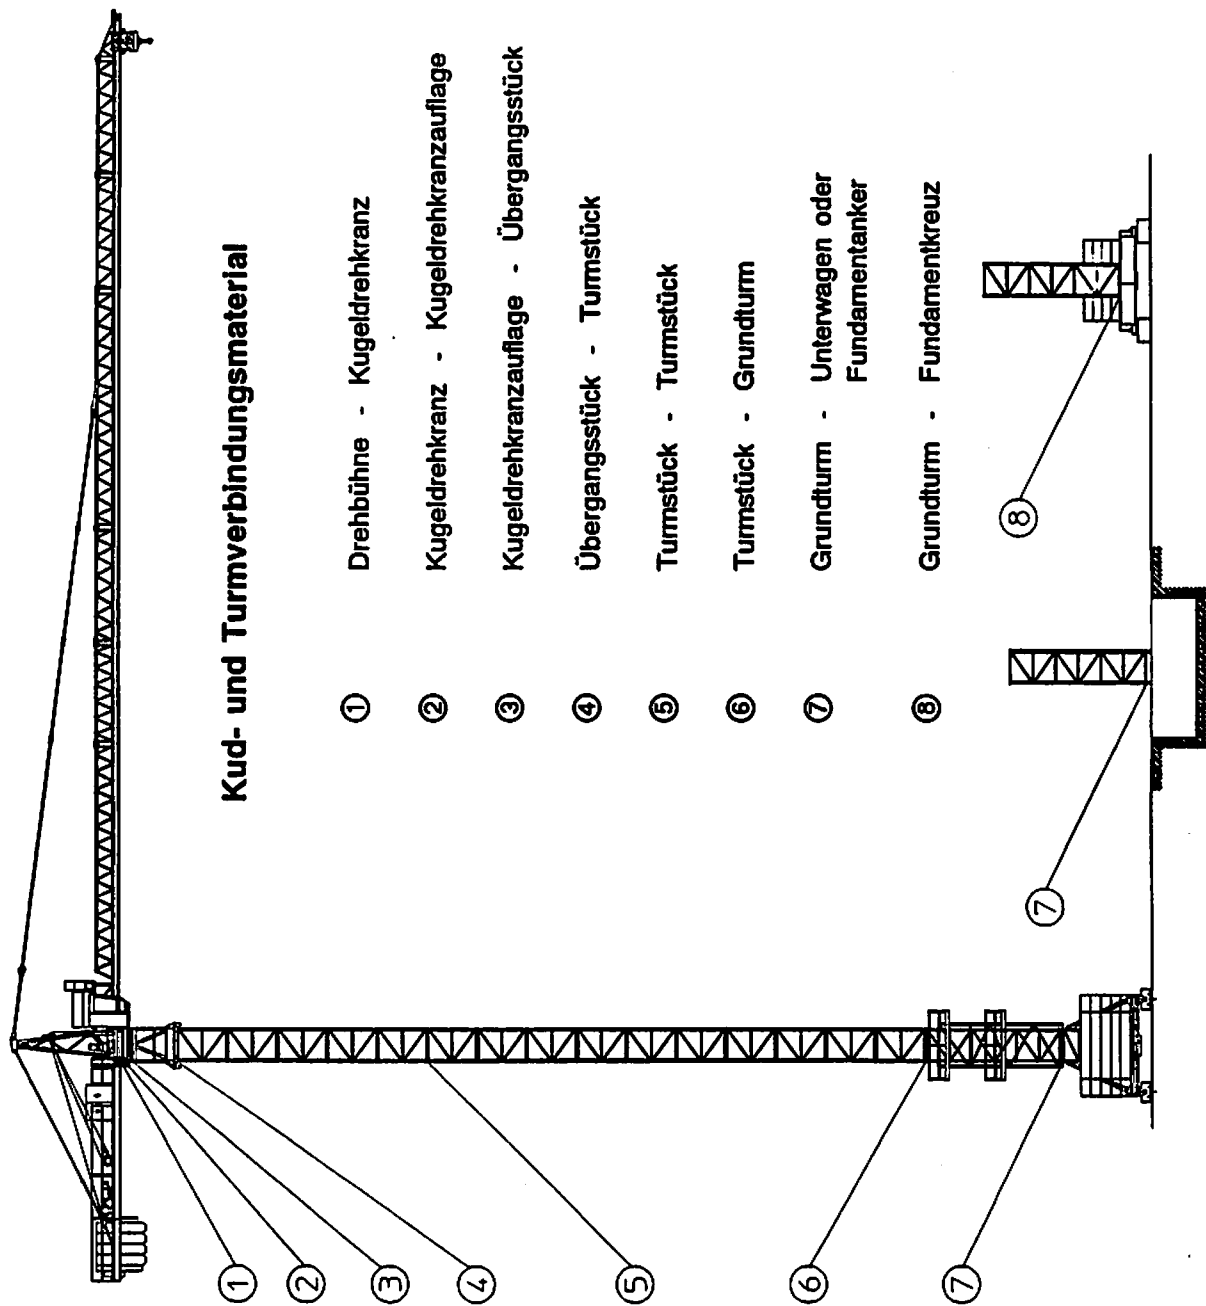 Kud- und Turmverbindungsmaterial
① Drehbühne - Kugeldrehkranz
② Kugeldrehkranz - Kugeldrehkranzauflage
③ Kugeldrehkranzauflage - Übergangsstück
④ Übergangsstück - Turmstück
⑤ Turmstück - Turmstück
⑥ Turmstück - Grundturm
⑦ Grundturm - Unterwagen oder
Fundamentanker
⑧ Grundturm - Fundamentkreuz
1
2
3
4
5
6
7
7
8